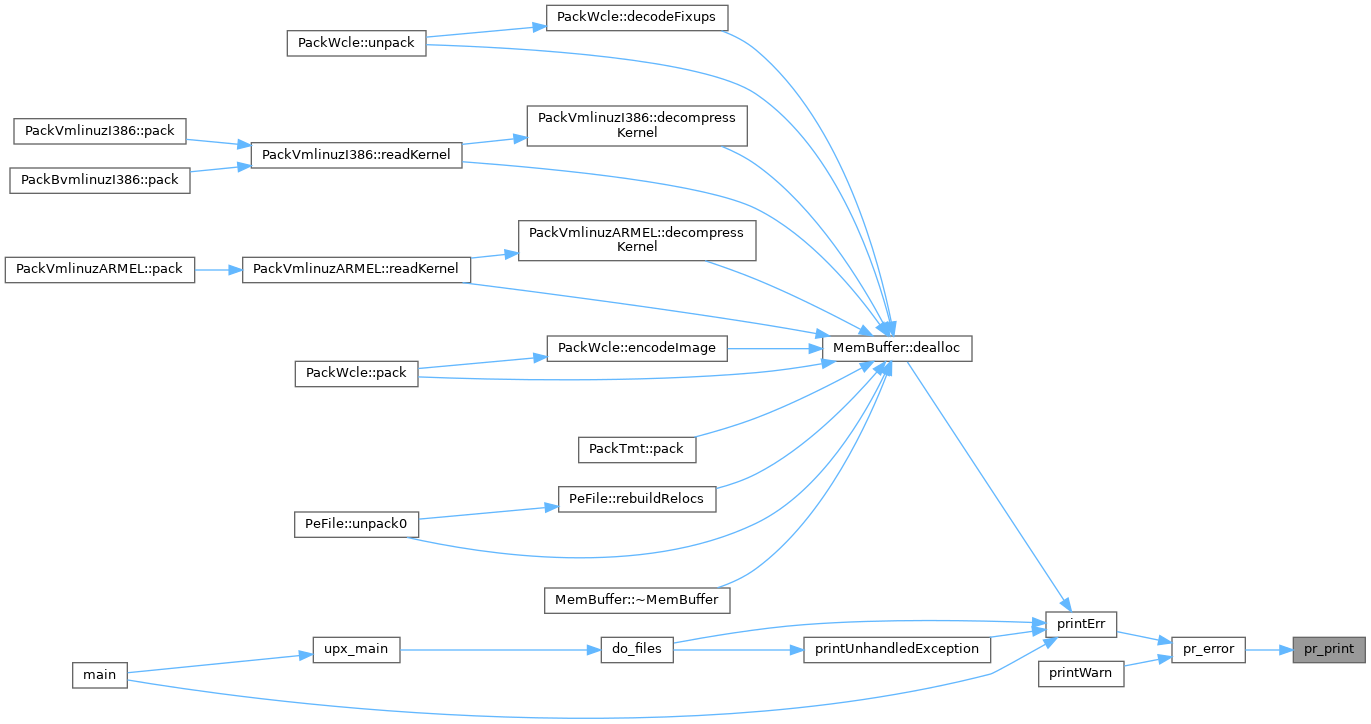 PackWcle::decodeFixups
PackWcle::unpack
PackVmlinuzI386::decompress
Kernel
PackVmlinuzI386::pack
PackVmlinuzI386::readKernel
PackBvmlinuzI386::pack
PackVmlinuzARMEL::decompress
Kernel
PackVmlinuzARMEL::pack
PackVmlinuzARMEL::readKernel
PackWcle::encodeImage
MemBuffer::dealloc
PackWcle::pack
PackTmt::pack
PeFile::rebuildRelocs
PeFile::unpack0
MemBuffer::~MemBuffer
printErr
upx_main
do_files
printUnhandledException
pr_error
pr_print
main
printWarn